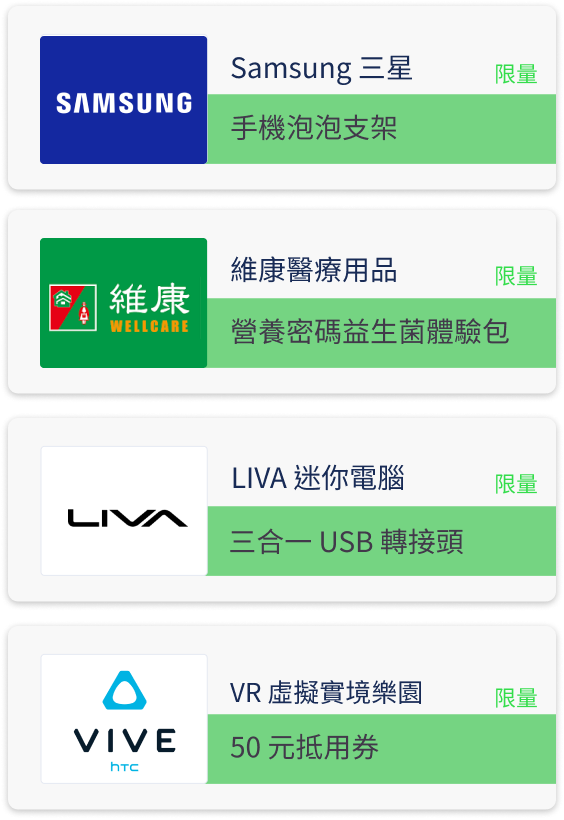 SAMSUNG
Samsung 三星
限量
手機泡泡支架
維康
WELLCARE
維康醫療用品
限量
營養密碼益生菌體驗包
LIVA
LIVA 迷你電腦
限量
三合一 USB 轉接頭
VIVE
hTC
VR 虛擬實境樂園
限量
50 元抵用券